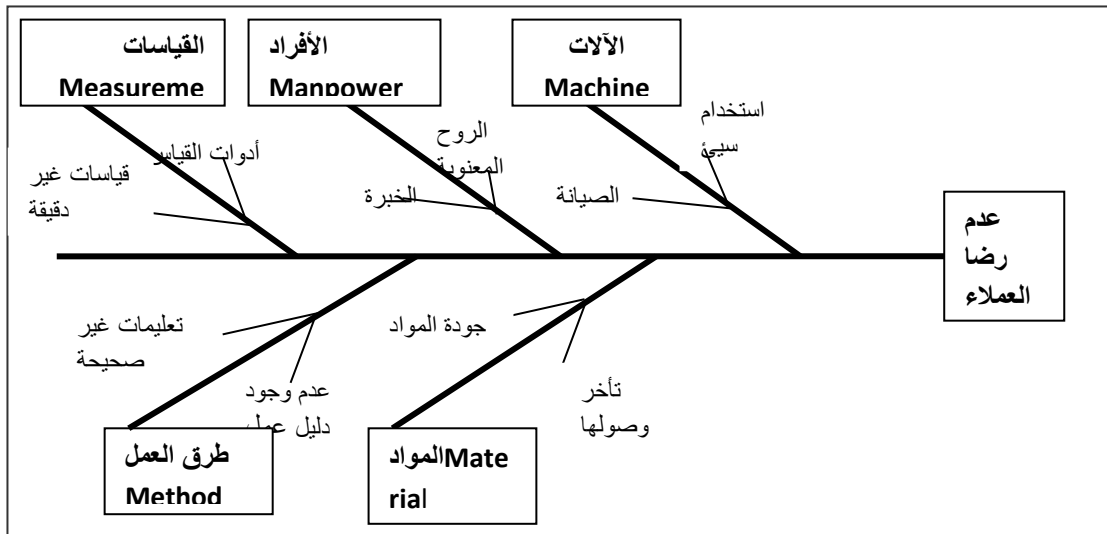 القياسات
Measureme
الأفراد
Manpower
الآلات
Machine
استخدام
سيئ
الصيانة
الروح
المعنوية
الخبرة
أدوات القياس
قياسات غير
دقيقة
عدم
رضا
العملاء
جودة المواد
تأخر
وصولها
تعليمات غير
صحيحة
عدم وجود
دليل عمل
طرق العمل
Method
المواد Mate
rial